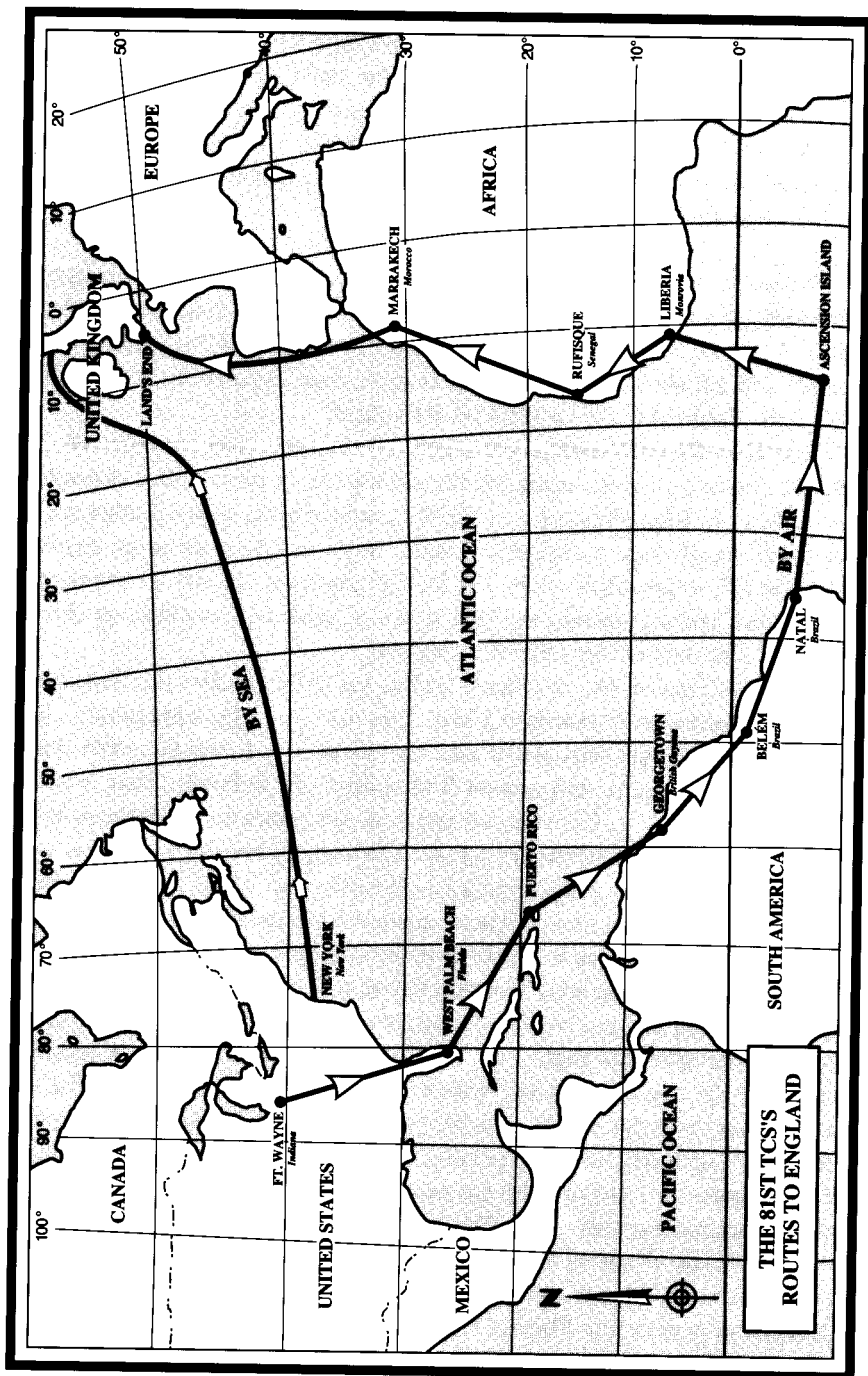 100°
90°
80°
70°
60°
50°
40°
30°
20°
10°
0°
10°
20°
50°
40°
30°
20°
10°
0°
CANADA
UNITED KINGDOM
EUROPE
LAND'S END
FT. WAYNE
Indiana
NEW YORK
New York
BY SEA
UNITED STATES
MARRAKECH
Morocco
WEST PALM BEACH
Florida
ATLANTIC OCEAN
AFRICA
MEXICO
PUERTO RICO
RUFISQUE
Senegal
GEORGETOWN
British Guyana
LIBERIA
Monrovia
N
PACIFIC OCEAN
BELÉM
Brazil
BY AIR
SOUTH AMERICA
NATAL
Brazil
ASCENSION ISLAND
THE 81ST TCS'S
ROUTES TO ENGLAND